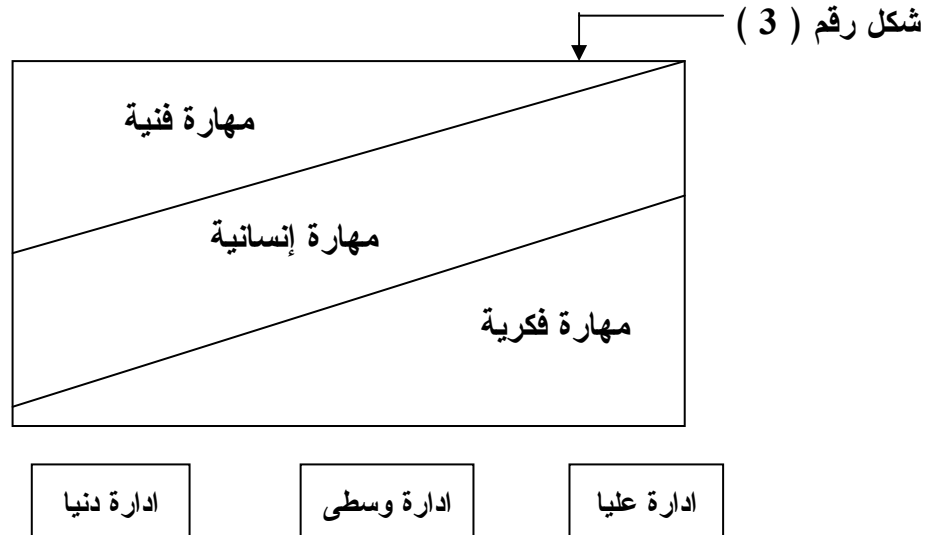 شكل رقم ( 3 )
مهارة فنية
مهارة إنسانية
مهارة فكرية
ادارة عليا
ادارة وسطى
ادارة دنيا